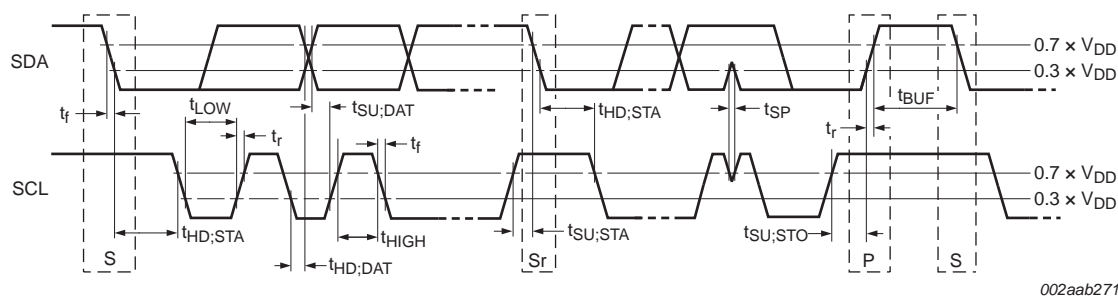 SDA
0.7 × VDD
0.3 × VDD
tf
tLOW
tSU;DAT
tHD;STA
tSP
tr
tBUF
tr
tf
SCL
0.7 × VDD
0.3 × VDD
tHD;STA
tHIGH
tSU;STA
tSU;STO
S
tHD;DAT
Sr
P
S
002aab271